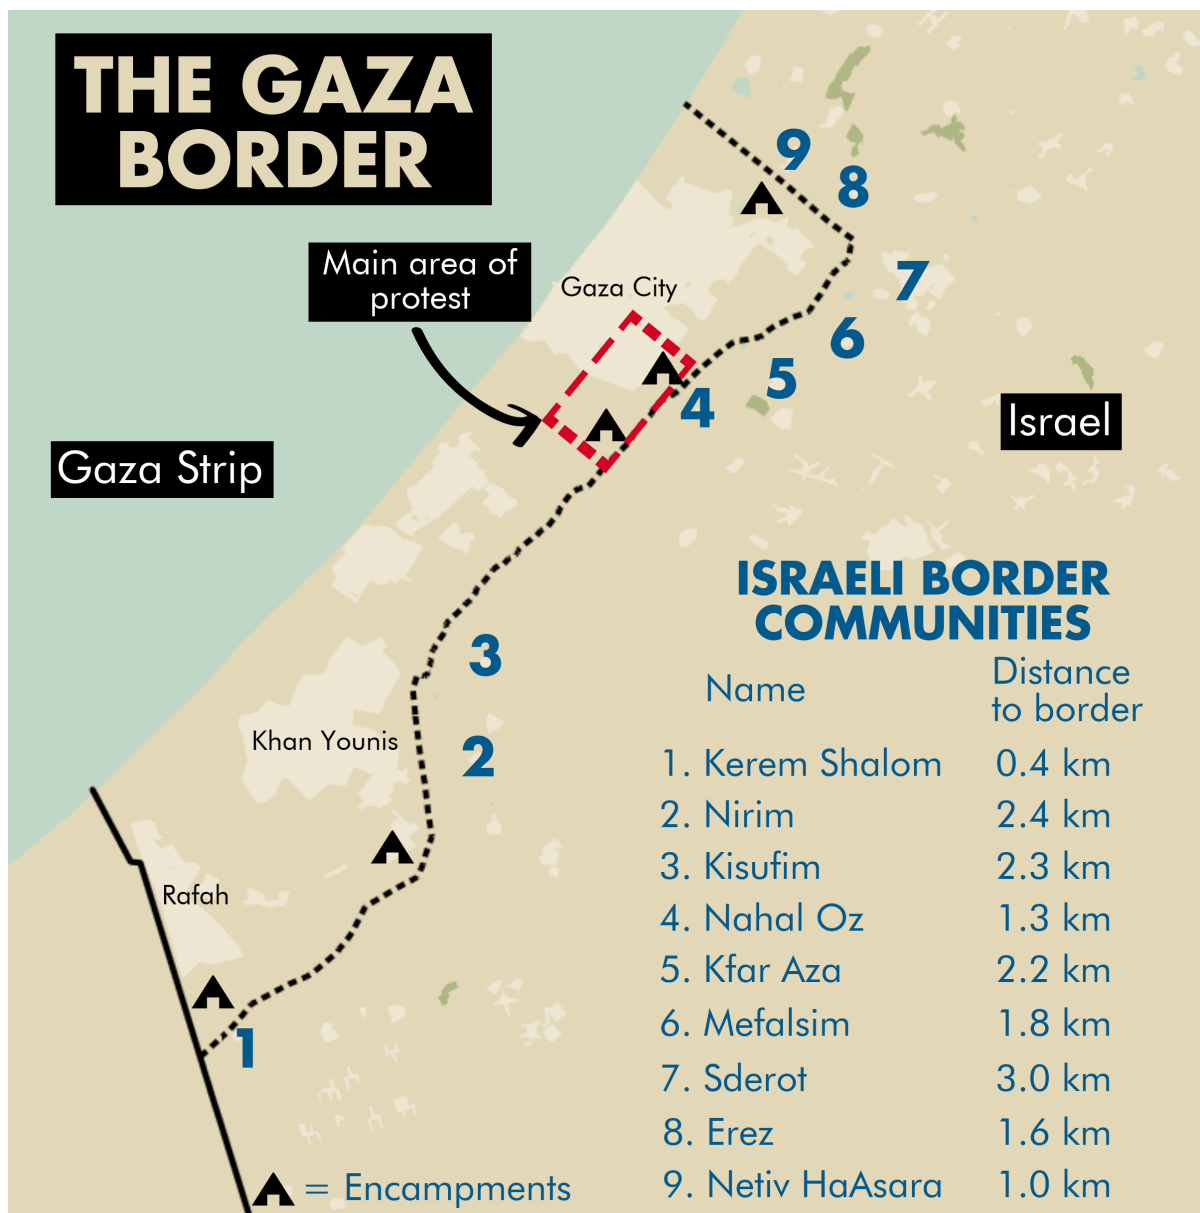 THE GAZA
BORDER
Main area of
protest
Gaza City
Gaza Strip
Israel
Khan Younis
Rafah
9
8
7
6
5
4
3
2
1
= Encampments
ISRAELI BORDER
COMMUNITIES
Name
Distance
to border
1. Kerem Shalom 0.4 km
2. Nirim 2.4 km
3. Kisufim 2.3 km
4. Nahal Oz 1.3 km
5. Kfar Aza 2.2 km
6. Mefalsim 1.8 km
7. Sderot 3.0 km
8. Erez 1.6 km
9. Netiv HaAsara 1.0 km